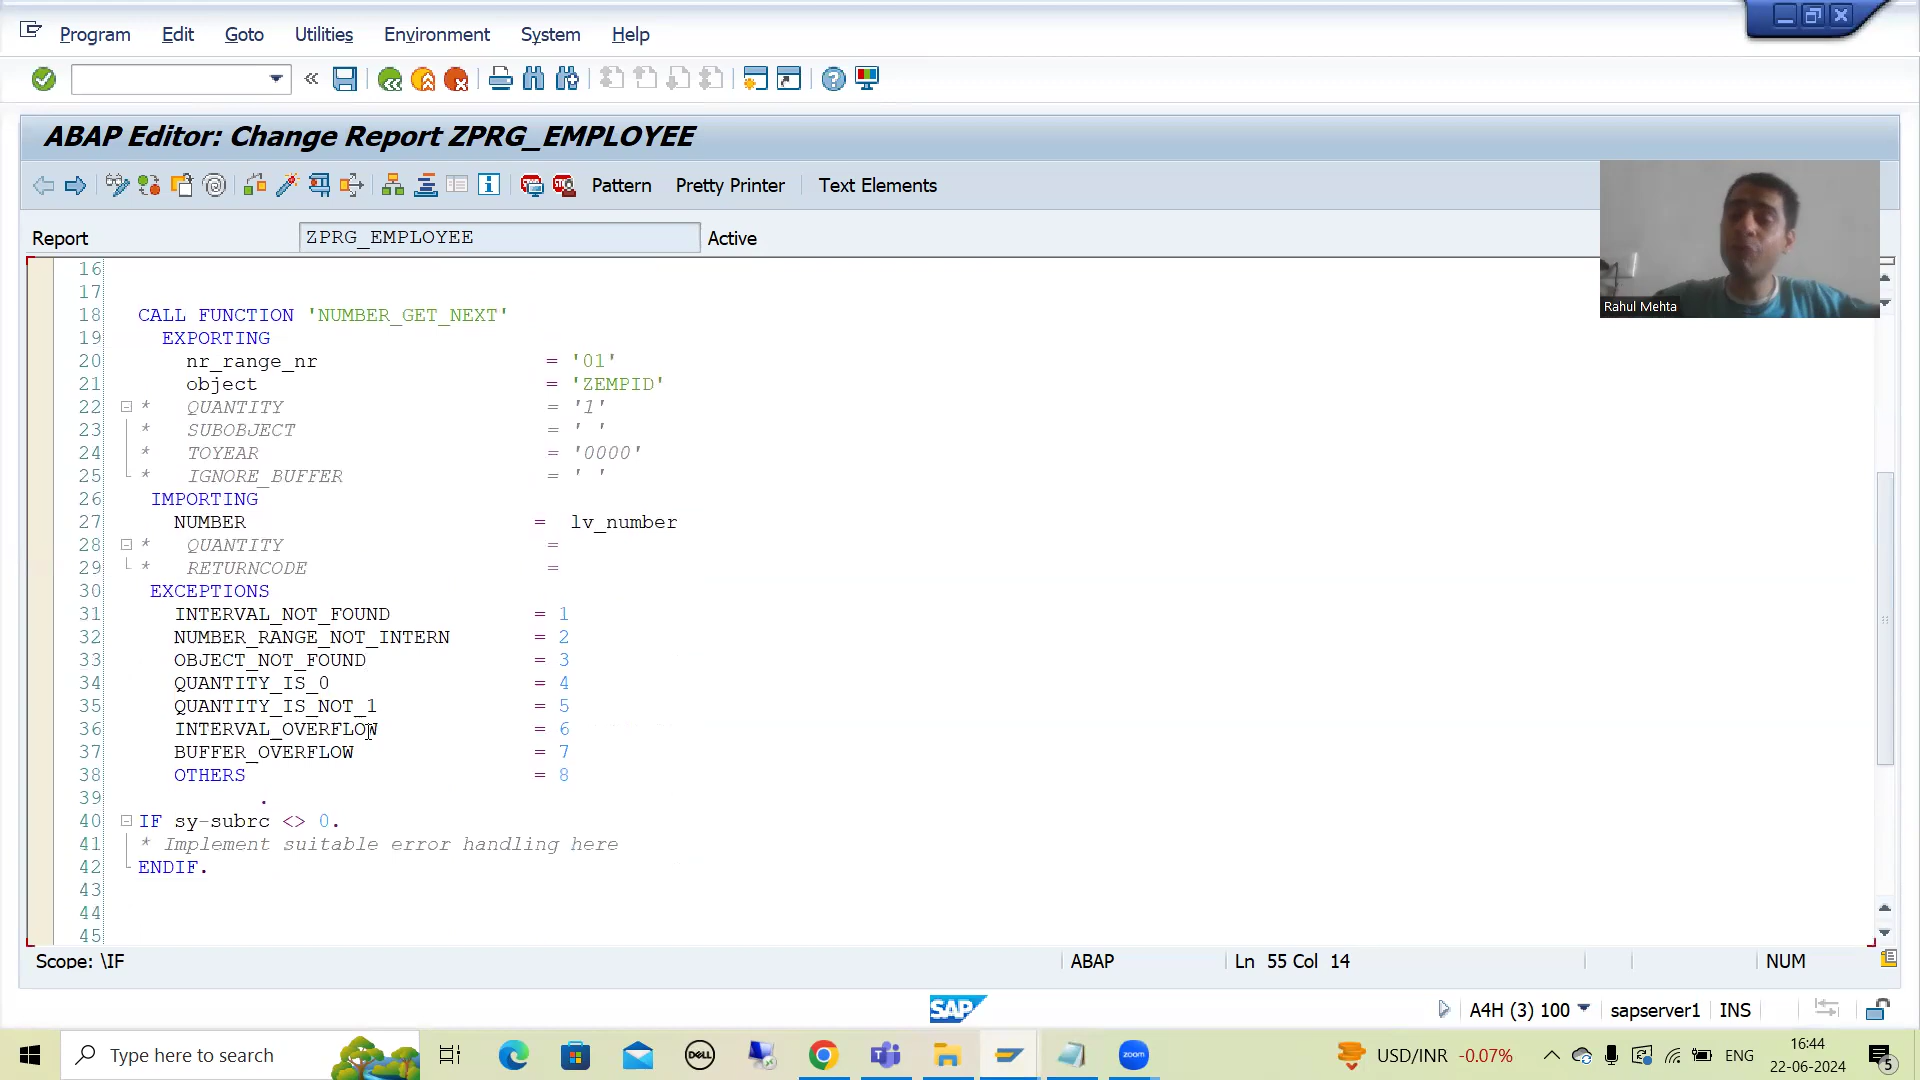 Program Edit Goto Utilities Environment System Help
ABAP Editor: Change Report ZPRG_EMPLOYEE
Pattern Pretty Printer Text Elements
Report ZPRG_EMPLOYEE Active
Rahul Mehta
16
17
18 CALL FUNCTION 'NUMBER_GET_NEXT'
19 EXPORTING
20 nr_range_nr = '01'
21 object = 'ZEMPID'
22 * QUANTITY = '1'
23 * SUBOBJECT = ' '
24 * TOYEAR = '0000'
25 * IGNORE_BUFFER = ' '
26 IMPORTING
27 NUMBER = lv_number
28 * QUANTITY =
29 * RETURNCODE =
30 EXCEPTIONS
31 INTERVAL_NOT_FOUND = 1
32 NUMBER_RANGE_NOT_INTERN = 2
33 OBJECT_NOT_FOUND = 3
34 QUANTITY_IS_0 = 4
35 QUANTITY_IS_NOT_1 = 5
36 INTERVAL_OVERFLOW = 6
37 BUFFER_OVERFLOW = 7
38 OTHERS = 8
39 .
40 IF sy-subrc <> 0.
41 * Implement suitable error handling here
42 ENDIF.
43
44
45
Scope: \IF ABAP Ln 55 Col 14 NUM
SAP A4H (3) 100 sapserver1 INS
Type here to search DELL zoom USD/INR -0.07% ENG 16:44
22-06-2024 5